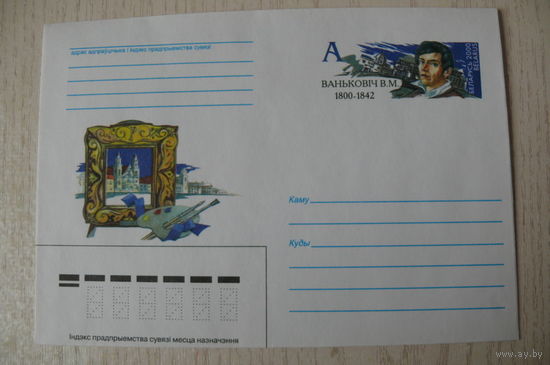 адрас адпраўшчыка і індэкс прадпрыемства сувязі
A
ВАНЬКОВІЧ В.М.
1800-1842
БЕЛАРУСЬ 2000
BELARUS
Каму
Куды
Індэкс прадпрыемства сувязі месца назначэння
www.ay.by